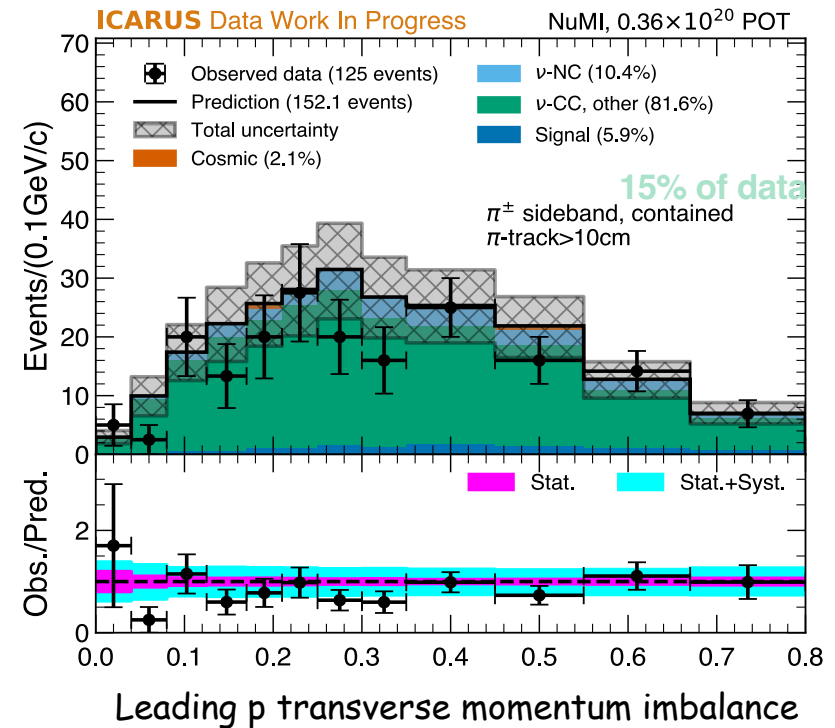 ICARUS Data Work In Progress NuMI, 0.36×10²⁰ POT
Events/(0.1GeV/c)
70
60
50
40
30
20
10
0
Observed data (125 events)
Prediction (152.1 events)
Total uncertainty
Cosmic (2.1%)
ν-NC (10.4%)
ν-CC, other (81.6%)
Signal (5.9%)
15% of data
π± sideband, contained
π-track>10cm
Obs./Pred.
2
0
Stat.
Stat.+Syst.
0.0 0.1 0.2 0.3 0.4 0.5 0.6 0.7 0.8
Leading p transverse momentum imbalance